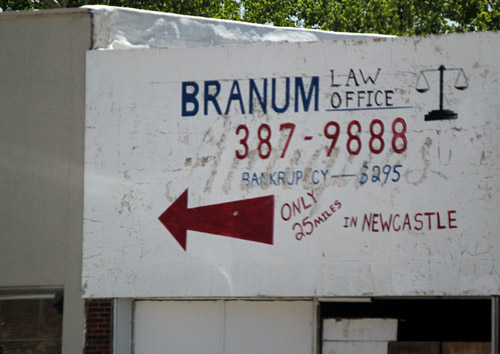 BRANUM LAW
OFFICE
387-9888
BANKRUPCY - $295
ONLY
25 MILES
IN NEWCASTLE